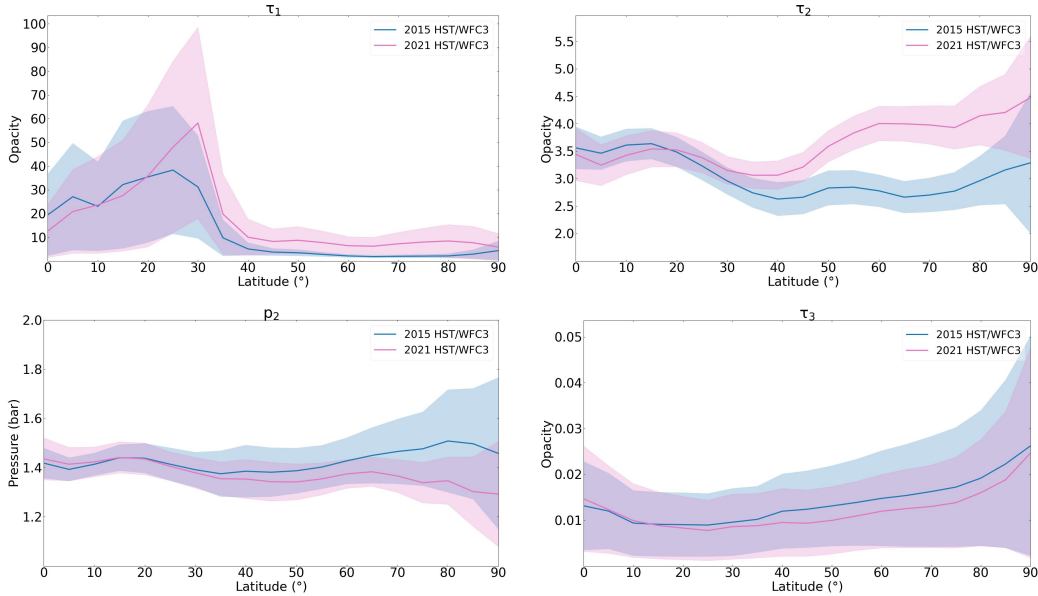 τ₁
100
90
80
70
60
50
40
30
20
10
Opacity
2015 HST/WFC3
2021 HST/WFC3
0 10 20 30 40 50 60 70 80 90
Latitude (°)
τ₂
5.5
5.0
4.5
4.0
3.5
3.0
2.5
2.0
Opacity
2015 HST/WFC3
2021 HST/WFC3
0 10 20 30 40 50 60 70 80 90
Latitude (°)
p₂
2.0
1.8
1.6
1.4
1.2
Pressure (bar)
2015 HST/WFC3
2021 HST/WFC3
0 10 20 30 40 50 60 70 80 90
Latitude (°)
τ₃
0.05
0.04
0.03
0.02
0.01
Opacity
2015 HST/WFC3
2021 HST/WFC3
0 10 20 30 40 50 60 70 80 90
Latitude (°)